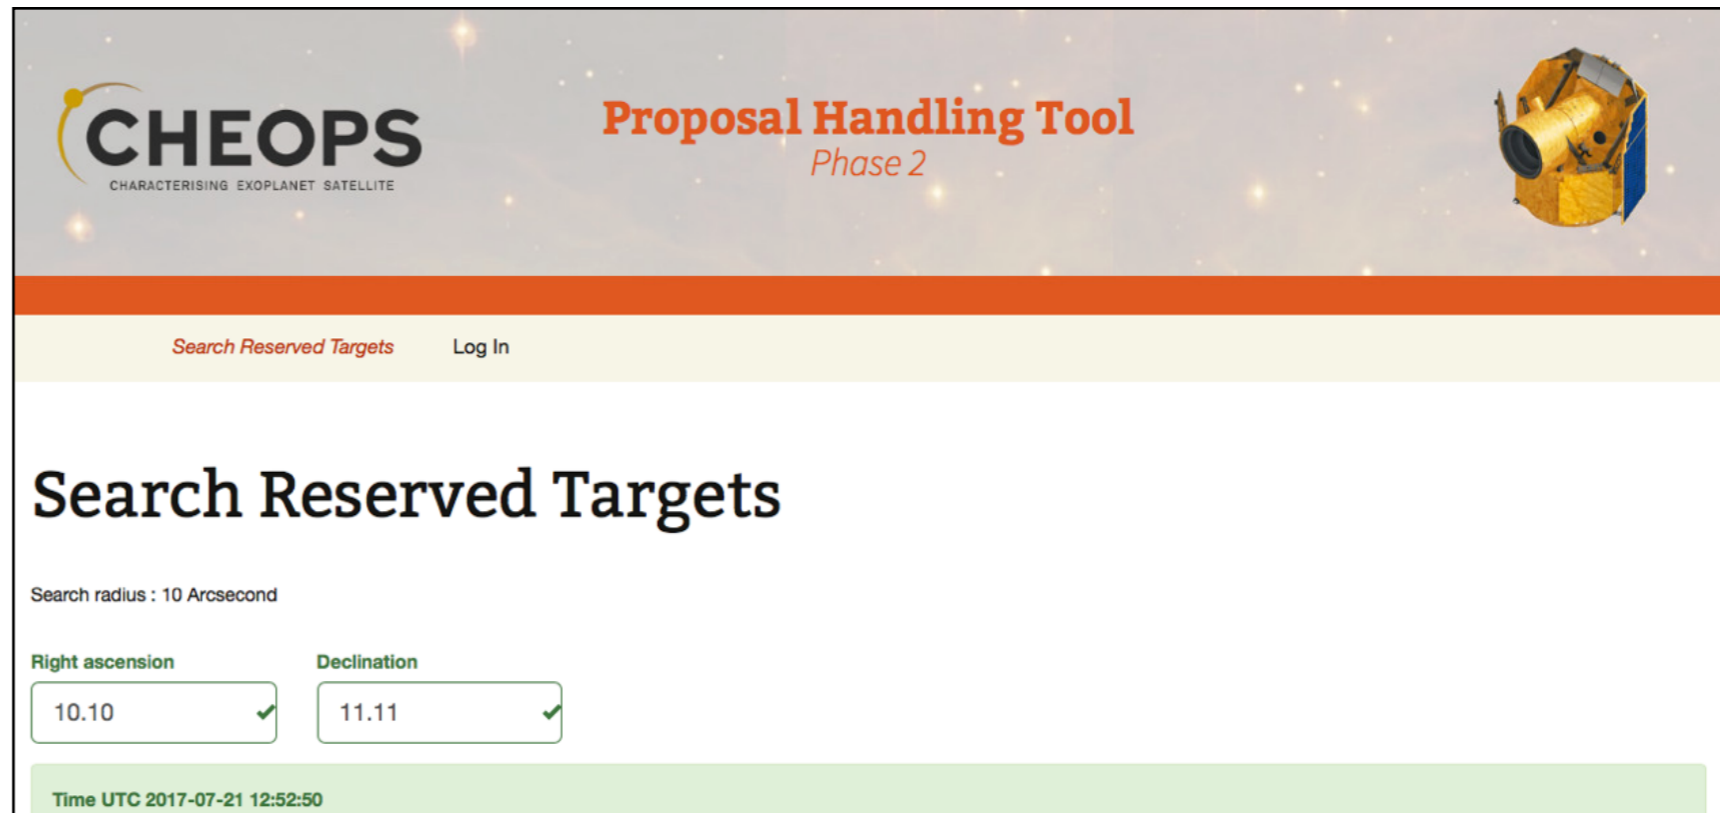 CHEOPS
CHARACTERISING EXOPLANET SATELLITE
Proposal Handling Tool
Phase 2
Search Reserved Targets Log In
Search Reserved Targets
Search radius : 10 Arcsecond
Right ascension Declination
10.10 11.11
Time UTC 2017-07-21 12:52:50